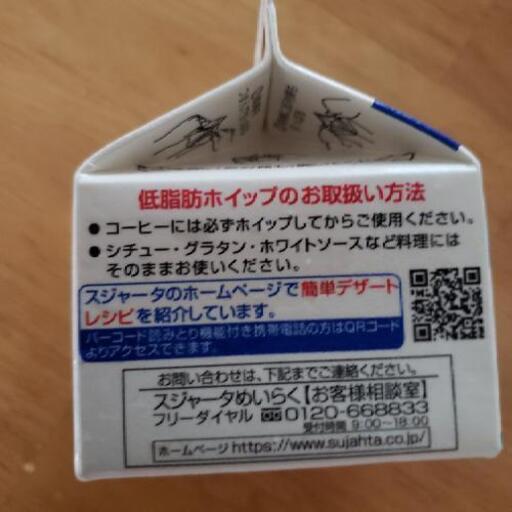 低脂肪ホイップのお取扱い方法
● コーヒーには必ずホイップしてからご使用ください。
● シチュー・グラタン・ホワイトソースなど料理には
そのままお使いください。
スジャータのホームページで簡単デザート
レシピを紹介しています。
バーコード読みとり機能付き携帯電話の方はQRコード
よりアクセスできます。
お問い合わせは、下記までご連絡ください。
スジャータめいらく【お客様相談室】
フリーダイヤル 0120-668833
受付時間 9:00~18:00
ホームページ https://www.sujahta.co.jp/